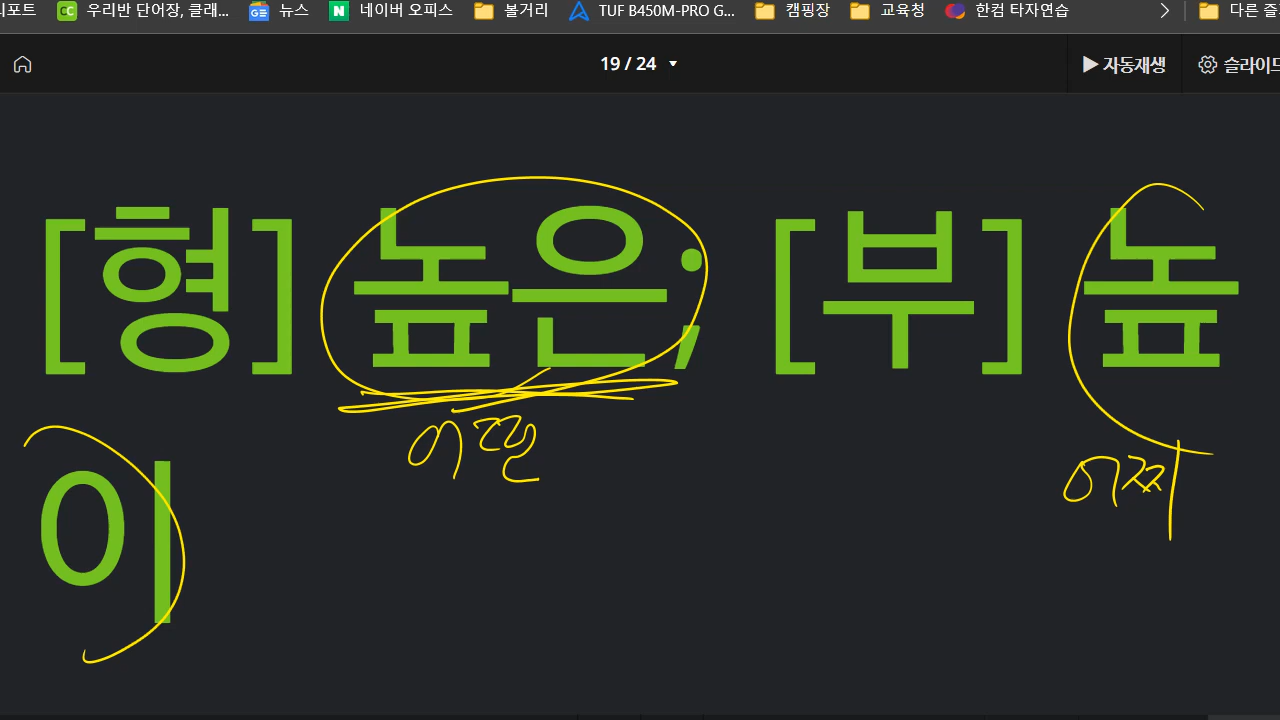 리포트 우리반 단어장, 클래... 뉴스 네이버 오피스 볼거리 TUF B450M-PRO G... 캠핑장 교육청 한컴 타자연습 다른 즐
19 / 24 자동재생 슬라이드
[형] 높은; [부] 높
어떤
어찌
이